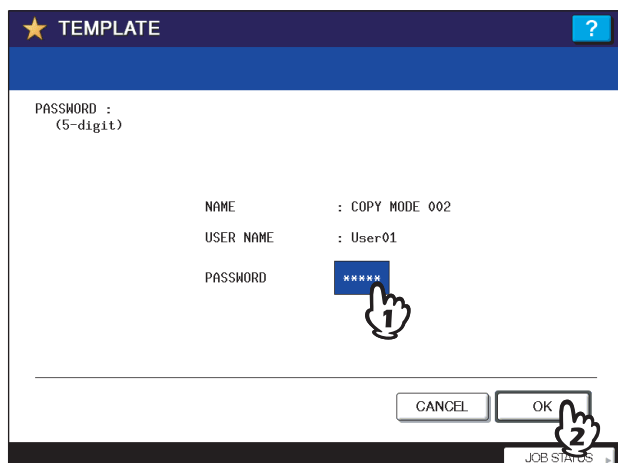 TEMPLATE
?
PASSWORD :
(5-digit)
NAME : COPY MODE 002
USER NAME : User01
PASSWORD *****
1
CANCEL OK
2
JOB STATUS